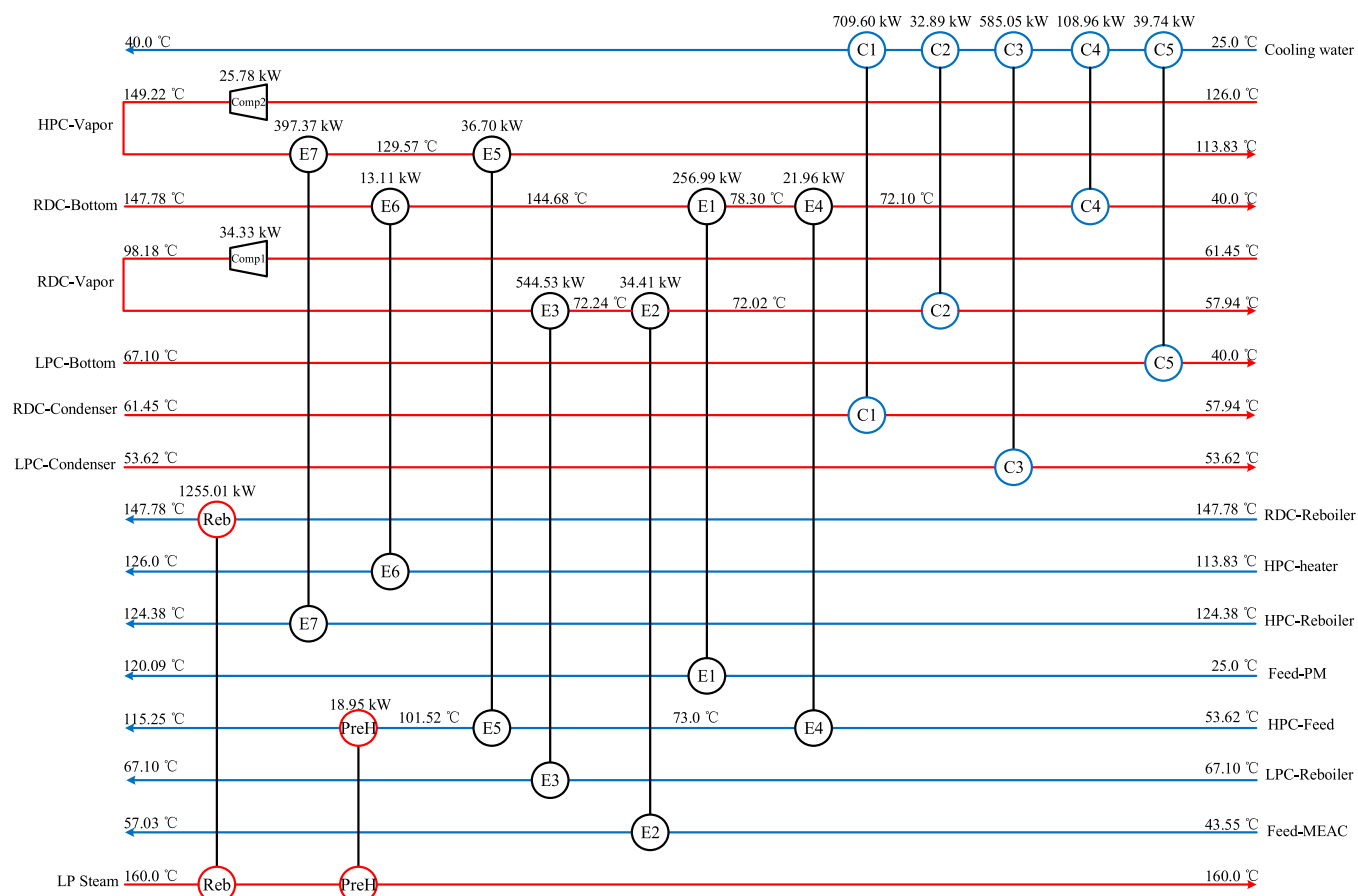 709.60 kW 32.89 kW 585.05 kW 108.96 kW 39.74 kW
40.0 ℃ C1 C2 C3 C4 C5 25.0 ℃ Cooling water
25.78 kW
149.22 ℃ Comp2 126.0 ℃
HPC-Vapor
397.37 kW 36.70 kW
E7 129.57 ℃ E5 113.83 ℃
13.11 kW 256.99 kW 21.96 kW
RDC-Bottom 147.78 ℃ E6 144.68 ℃ E1 78.30 ℃ E4 72.10 ℃ C4 40.0 ℃
34.33 kW
98.18 ℃ Comp1 61.45 ℃
RDC-Vapor
544.53 kW 34.41 kW
E3 72.24 ℃ E2 72.02 ℃ C2 57.94 ℃
LPC-Bottom 67.10 ℃ C5 40.0 ℃
RDC-Condenser 61.45 ℃ C1 57.94 ℃
LPC-Condenser 53.62 ℃ C3 53.62 ℃
1255.01 kW
147.78 ℃ Reb 147.78 ℃ RDC-Reboiler
126.0 ℃ E6 113.83 ℃ HPC-heater
124.38 ℃ E7 124.38 ℃ HPC-Reboiler
120.09 ℃ E1 25.0 ℃ Feed-PM
18.95 kW
115.25 ℃ PreH 101.52 ℃ E5 73.0 ℃ E4 53.62 ℃ HPC-Feed
67.10 ℃ E3 67.10 ℃ LPC-Reboiler
57.03 ℃ E2 43.55 ℃ Feed-MEAC
LP Steam 160.0 ℃ Reb PreH 160.0 ℃